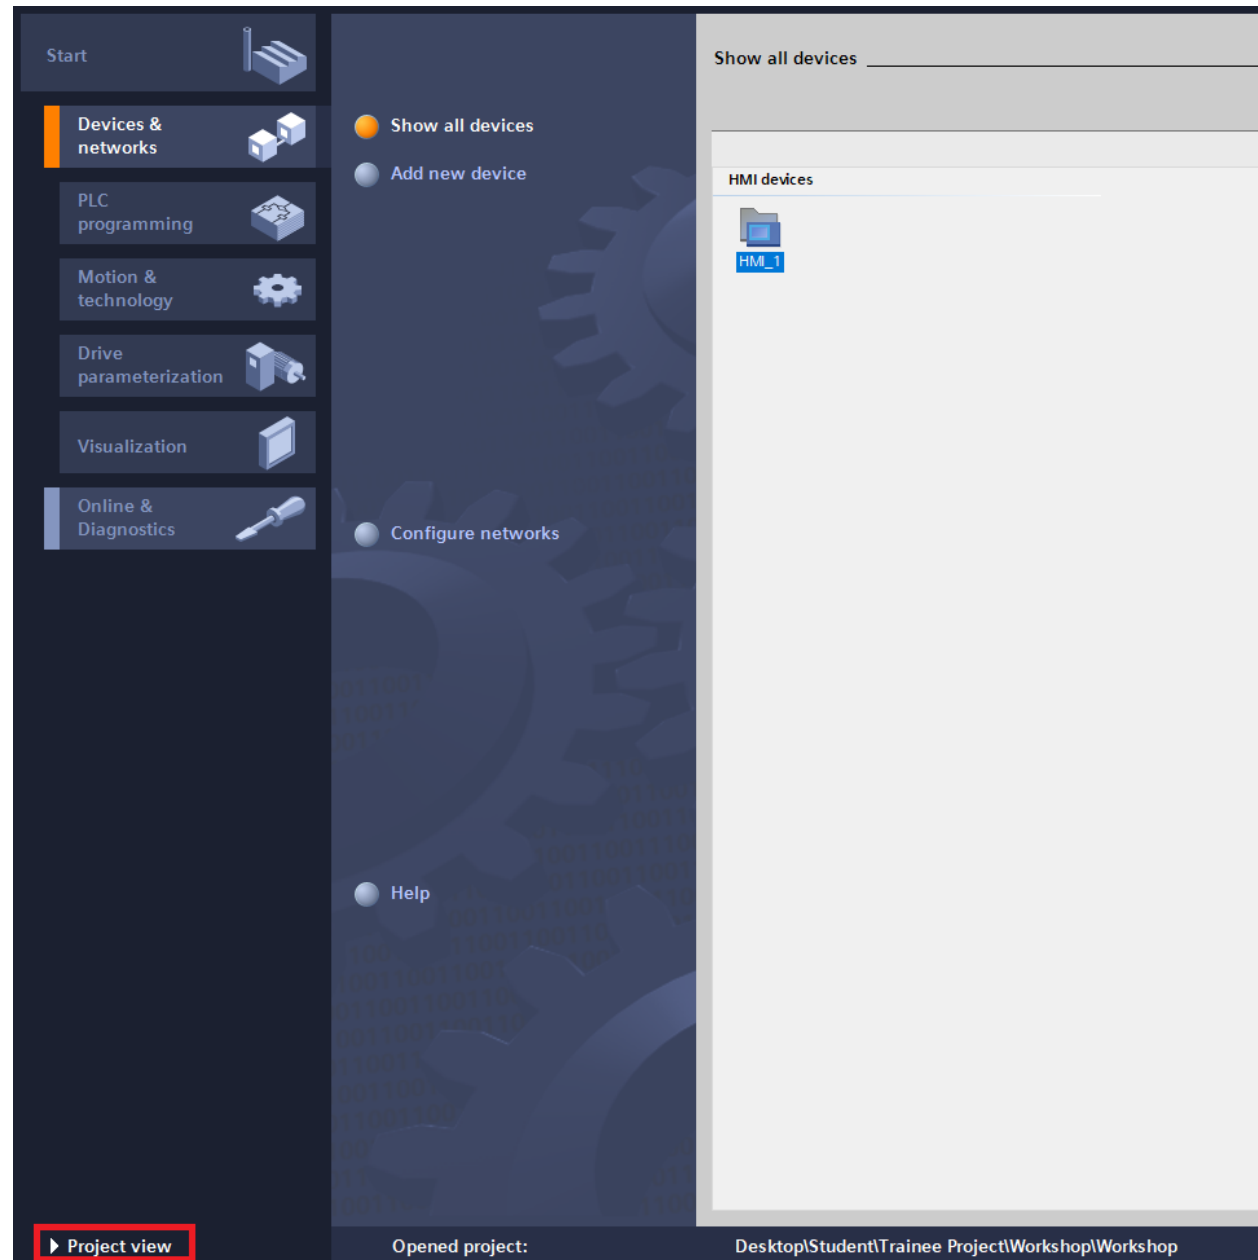 Start
Devices &
networks
PLC
programming
Motion &
technology
Drive
parameterization
Visualization
Online &
Diagnostics
Show all devices
Add new device
Configure networks
Help
Show all devices
HMI devices
HMI_1
Project view
Opened project:
Desktop\Student\Trainee Project\Workshop\Workshop